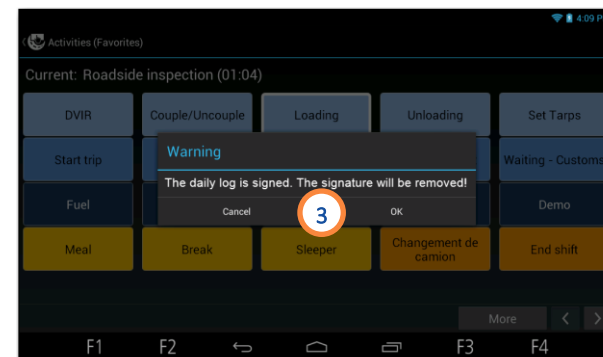 4:09 P
Activities (Favorites)
Current: Roadside inspection (01:04)
DVIR
Couple/Uncouple
Loading
Unloading
Set Tarps
Start trip
Waiting - Customs
Warning
The daily log is signed. The signature will be removed!
Cancel
3
OK
Fuel
Demo
Meal
Break
Sleeper
Changement de
camion
End shift
More
F1
F2
F3
F4